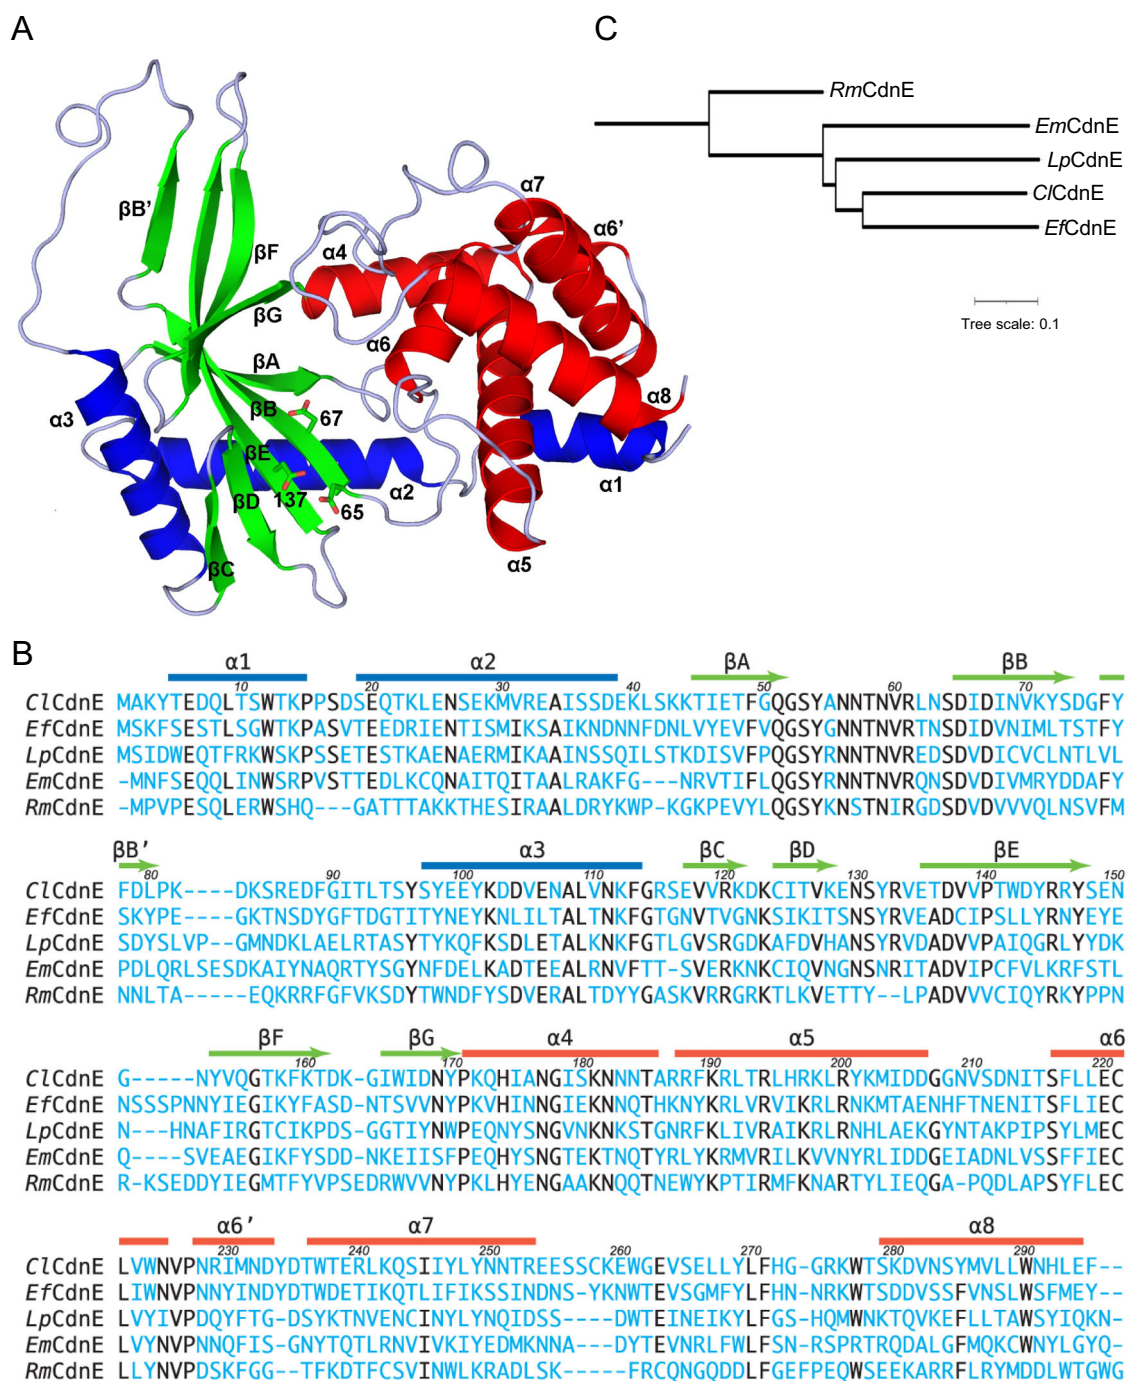 A
C
RmCdnE
EmCdnE
LpCdnE
ClCdnE
EfCdnE
Tree scale: 0.1
βB’
βF
βG
α4
α7
α6’
α6
βA
βB
67
α3
α8
βE
137
α2
65
α1
βD
βC
α5
B
α1 α2 βA βB
10 20 30 40 50 60 70
ClCdnE MAKYTEDQLTSWTKPPSDSEQTKLENSEKMVREAISSDEKLSKKTIETFGQGSYANNTNVRLNSDIDINVKYSDGFY
EfCdnE MSKFSESTLSGWTKPASVTEEDRIENTISMIKSAIKNDNNFDNLVYEVFVQGSYGNNTNVRTNSDIDVNIMLTSTFY
LpCdnE MSIDWEQTFRKWSKPSSETESTKAENAERMIKAAINSSQILSTKDISVFPQGSYRNNTNVREDSDVDICVCLNTLVL
EmCdnE -MNFSEQQLINWSRPVSTTEDLKCQNAITQITAALRAKFG---NRVTIFLQGSYRNNTNVRQNSDVDIVMRYDDAFY
RmCdnE -MPVPESQLERWSHQ---GATTTAKKTHESIRAALDRYKWP-KGKPEVYLQGSYKNSTNIRGDSDVDVVVQLNSVFM
βB’ α3 βC βD βE
80 90 100 110 120 130 140 150
ClCdnE FDLPK----DKSREDFGITLTSYSYEEYKDDVENALVNKFGRSEVVRKDKCITVKENSYRVETDVVPTWDYRRYSEN
EfCdnE SKYPE----GKTNSDYGFTDGTITYNEYKNLILTALTNKFGTGNVTVGNKSIKITSNSYRVEADCIPSLLYRNYEYE
LpCdnE SDYSLVP--GMNDKLAELRTASYTYKQFKSDLETALKNKFGTLGVSRGDKAFDVHANSYRVDADVVPAIQGRLYYDK
EmCdnE PDLQRLSESDKAIYNAQRTYSGYNFDELKADTEEALRNVFTT-SVERKNKCIQVNGNSNRITADVIPCFVLKRFSTL
RmCdnE NNLTA-----EQKRRFGFVKSDYTWNDFYSDVERALTDYYGASKVRRGRKTLKVETTY--LPADVVVCIQYRKYPPN
βF βG α4 α5 α6
160 170 180 190 200 210 220
ClCdnE G-----NYVQGTKFKTDK-GIWIDNYPKQHIANGISKNNNTARRFKRLTRLHRKLRYKMIDDGGNVSDNITSFLLEC
EfCdnE NSSSPNNYIEGIKYFASD-NTSVVNYPKVHINNGIEKNNQTHKNYKRLVRVIKRLRNKMTAENHFTNENITSFLIEC
LpCdnE N---HNAFIRGTCIKPDS-GGTIYNWPEQNYSNGVNKNKSTGNRFKLIVRAIKRLRNHLAEKGYNTAKPIPSYLMEC
EmCdnE Q----SVEAEGIKFYSDD-NKEIISFPEQHYSNGTEKTNQTYRLYKRMVRILKVVNYRLIDDGEIADNLVSSFFIEC
RmCdnE R-KSEDDYIEGMTFYVPSEDRWVVNYPKLHYENGAAKNQQTNEWYKPTIRMFKNARTYLIEQGA-PQDLAPSYFLEC
α6’ α7 α8
230 240 250 260 270 280 290
ClCdnE LVWNVPNRIMNDYDTWTERLKQSIIYLYNNTREESSCKEWGEVSELLYLFHG-GRKWTSKDVNSYMVLLWNHLEF--
EfCdnE LIWNVPNNYINDYDTWDETIKQTLIFIKSSINDNS-YKNWTEVSGMFYLFHN-NRKWTSDDVSSFVNSLWSFMEY--
LpCdnE LVYIVPDQYFTG-DSYKTNVENCINYLYNQIDSS----DWTEINEIKYLFGS-HQMWNKTQVKEFLLTAWSYIQKN-
EmCdnE LVYNVPNNQFIS-GNYTQTLRNVIVKIYEDMKNNA---DYTEVNRLFWLFSN-RSPRTRQDALGFMQKCWNYLGYQ-
RmCdnE LLYNVPDSKFGG--TFKDTFCSVINWLKRADLSK-----FRCQNGQDDLFGEFPEQWSEEKARRFLRYMDDLWTGWG